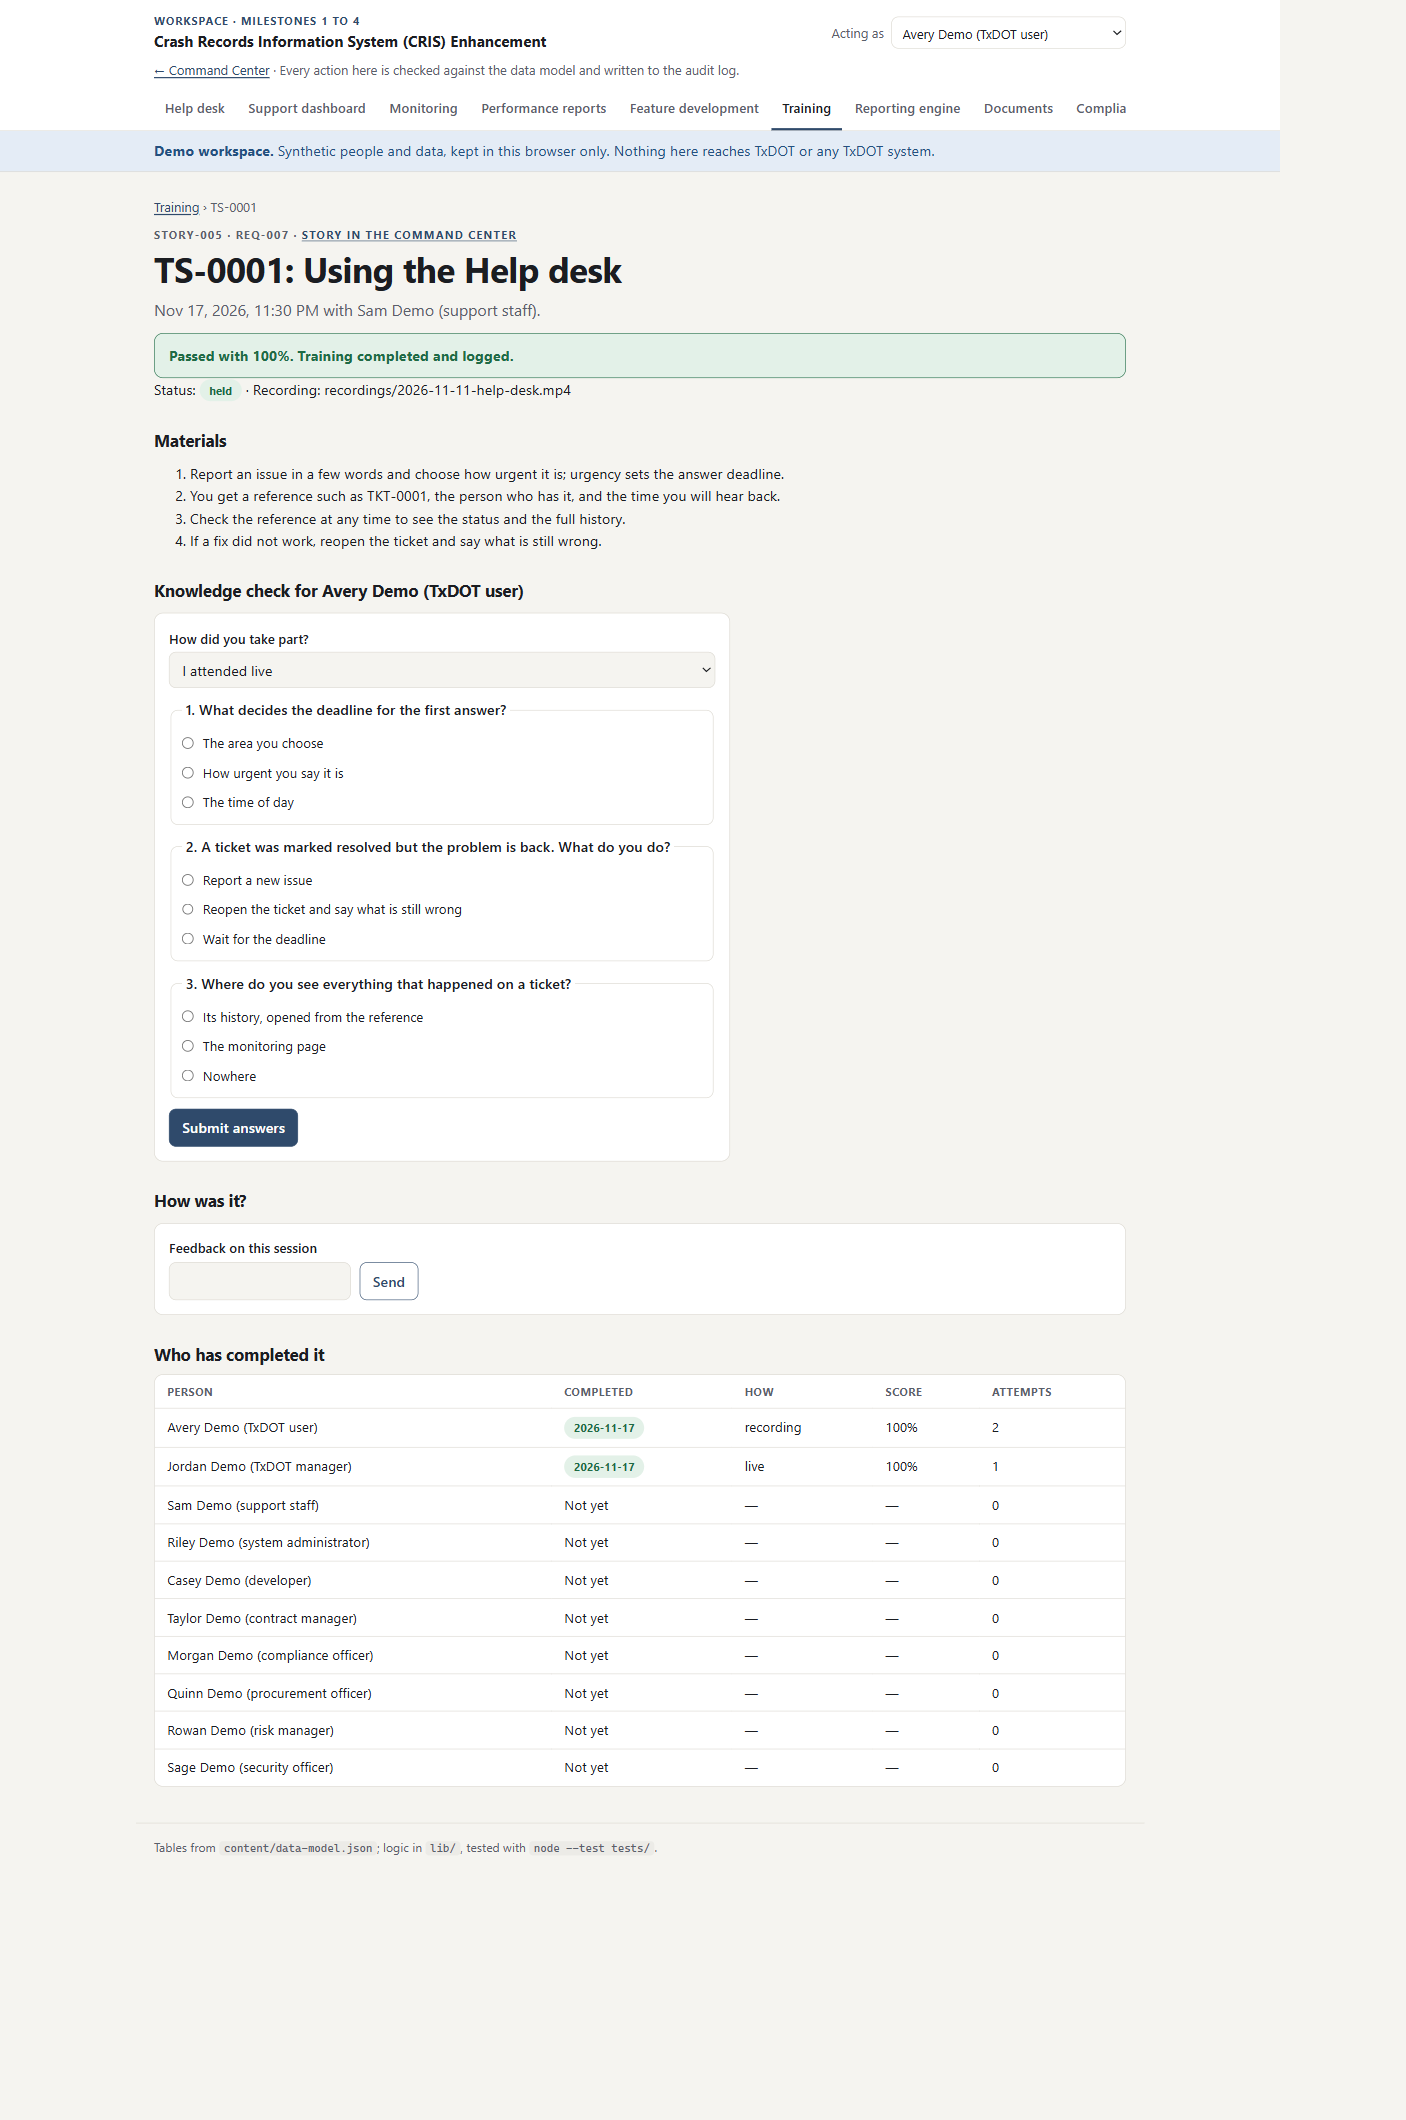 WORKSPACE · MILESTONES 1 TO 4
Crash Records Information System (CRIS) Enhancement
Acting as Avery Demo (TxDOT user)
← Command Center · Every action here is checked against the data model and written to the audit log.
Help desk Support dashboard Monitoring Performance reports Feature development Training Reporting engine Documents Complia
Demo workspace. Synthetic people and data, kept in this browser only. Nothing here reaches TxDOT or any TxDOT system.
Training › TS-0001
STORY-005 · REQ-007 · STORY IN THE COMMAND CENTER
TS-0001: Using the Help desk
Nov 17, 2026, 11:30 PM with Sam Demo (support staff).
Passed with 100%. Training completed and logged.
Status: held · Recording: recordings/2026-11-11-help-desk.mp4
Materials
1. Report an issue in a few words and choose how urgent it is; urgency sets the answer deadline.
2. You get a reference such as TKT-0001, the person who has it, and the time you will hear back.
3. Check the reference at any time to see the status and the full history.
4. If a fix did not work, reopen the ticket and say what is still wrong.
Knowledge check for Avery Demo (TxDOT user)
How did you take part?
I attended live
1. What decides the deadline for the first answer?
The area you choose
How urgent you say it is
The time of day
2. A ticket was marked resolved but the problem is back. What do you do?
Report a new issue
Reopen the ticket and say what is still wrong
Wait for the deadline
3. Where do you see everything that happened on a ticket?
Its history, opened from the reference
The monitoring page
Nowhere
Submit answers
How was it?
Feedback on this session
Send
Who has completed it
PERSON COMPLETED HOW SCORE ATTEMPTS
Avery Demo (TxDOT user) 2026-11-17 recording 100% 2
Jordan Demo (TxDOT manager) 2026-11-17 live 100% 1
Sam Demo (support staff) Not yet — — 0
Riley Demo (system administrator) Not yet — — 0
Casey Demo (developer) Not yet — — 0
Taylor Demo (contract manager) Not yet — — 0
Morgan Demo (compliance officer) Not yet — — 0
Quinn Demo (procurement officer) Not yet — — 0
Rowan Demo (risk manager) Not yet — — 0
Sage Demo (security officer) Not yet — — 0
Tables from content/data-model.json; logic in lib/, tested with node --test tests/.